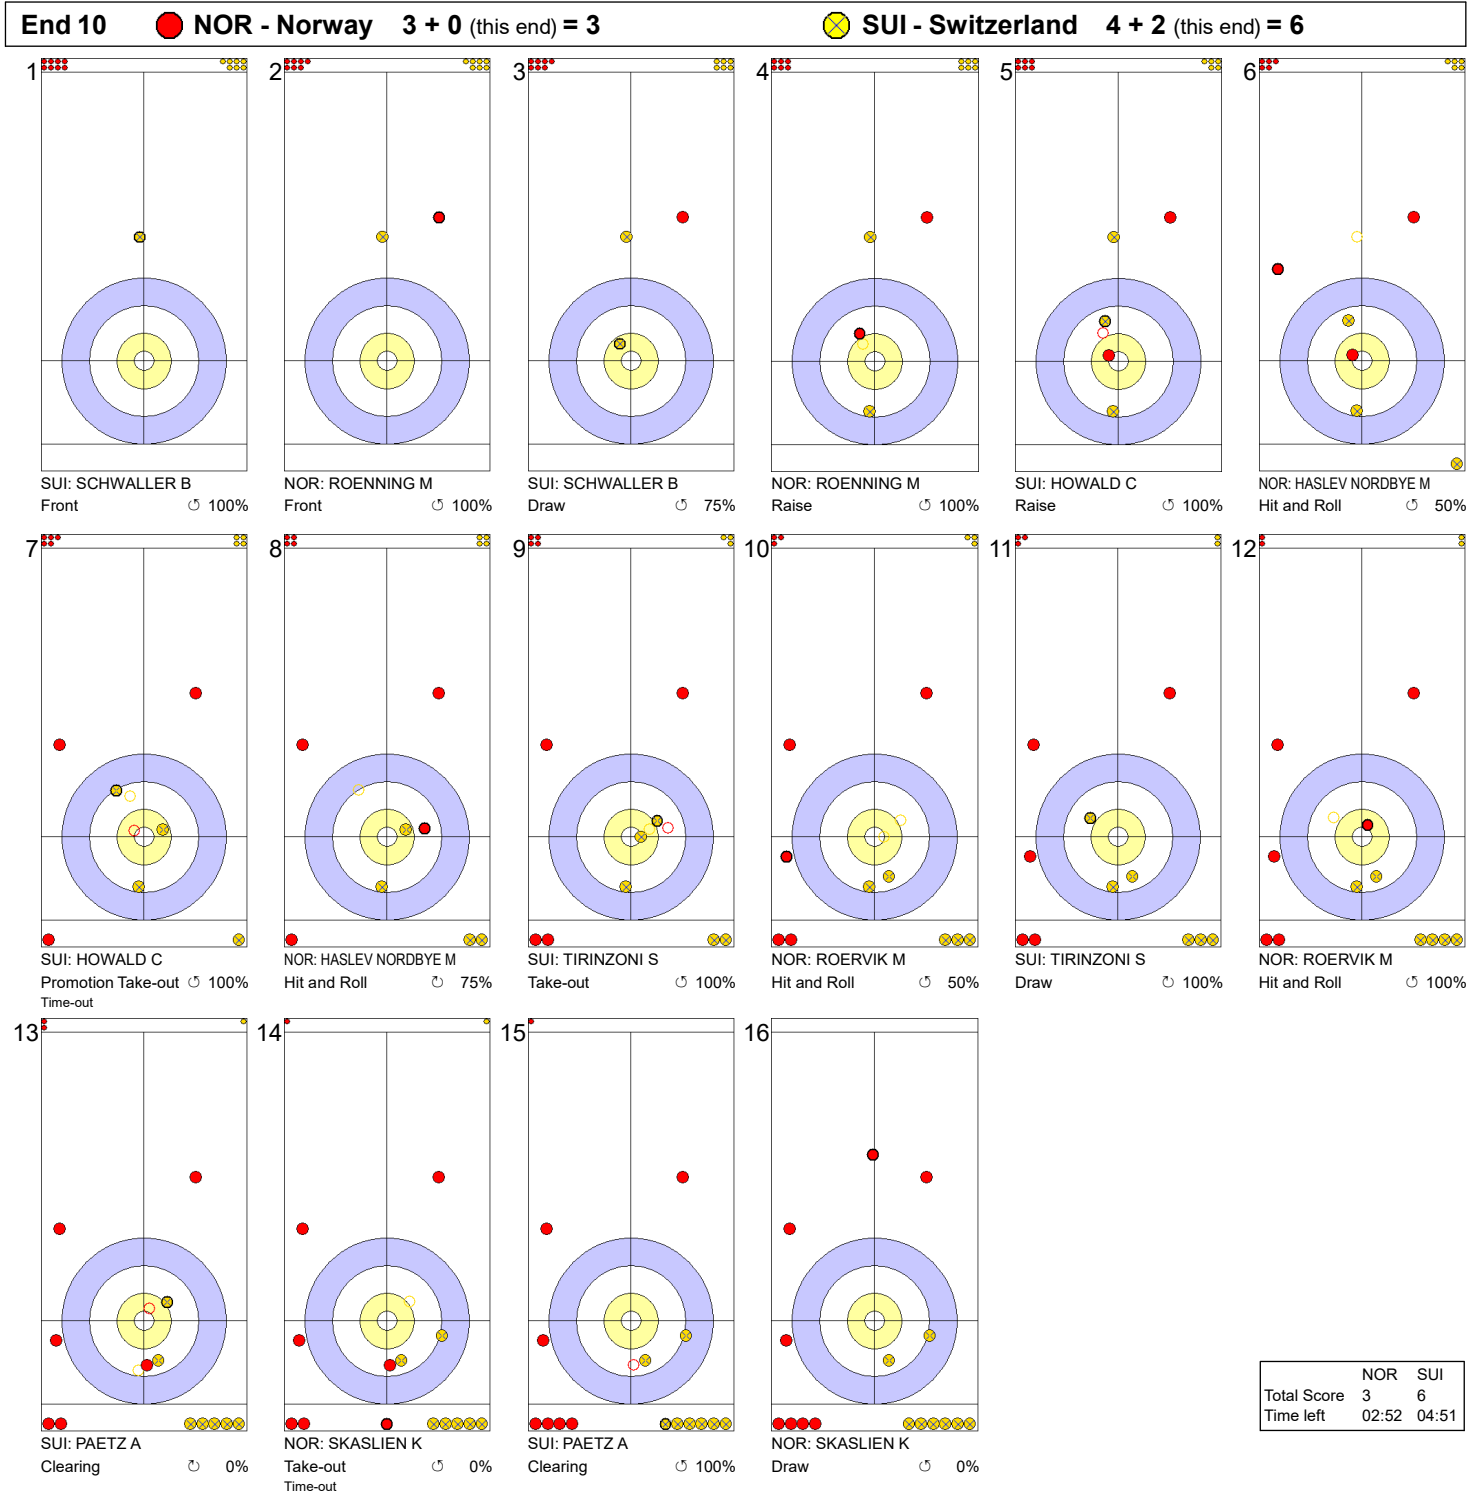 End 10 NOR - Norway 3 + 0 (this end) = 3 SUI - Switzerland 4 + 2 (this end) = 6
1 2 3 4 5 6
SUI: SCHWALLER B NOR: ROENNING M SUI: SCHWALLER B NOR: ROENNING M SUI: HOWALD C NOR: HASLEV NORDBYE M
Front ↺ 100% Front ↺ 100% Draw ↺ 75% Raise ↺ 100% Raise ↺ 100% Hit and Roll ↺ 50%
7 8 9 10 11 12
SUI: HOWALD C NOR: HASLEV NORDBYE M SUI: TIRINZONI S NOR: ROERVIK M SUI: TIRINZONI S NOR: ROERVIK M
Promotion Take-out ↺ 100% Hit and Roll ↻ 75% Take-out ↺ 100% Hit and Roll ↺ 50% Draw ↺ 100% Hit and Roll ↺ 100%
Time-out
13 14 15 16
SUI: PAETZ A NOR: SKASLIEN K SUI: PAETZ A NOR: SKASLIEN K
Clearing ↻ 0% Take-out ↺ 0% Clearing ↺ 100% Draw ↺ 0%
Time-out
NOR SUI
Total Score 3 6
Time left 02:52 04:51